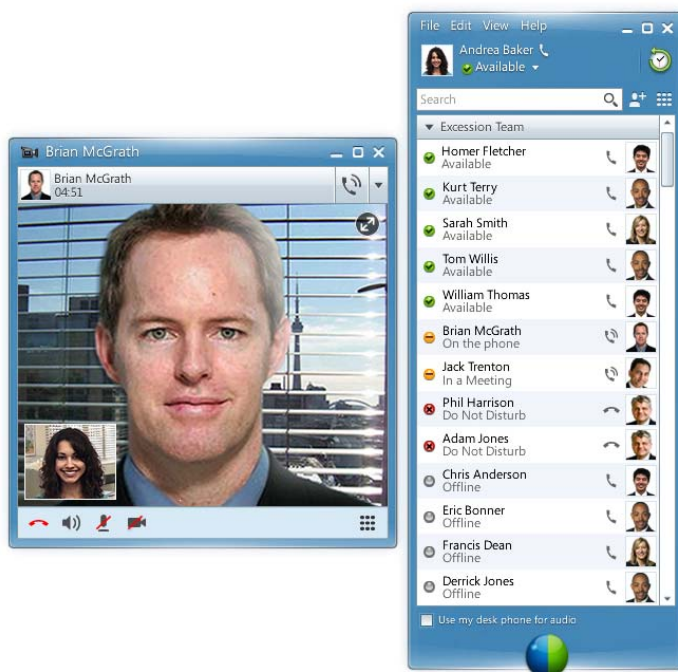 Brian McGrath
Brian McGrath
04:51
File Edit View Help
Andrea Baker
Available
Search
Excession Team
Homer Fletcher
Available
Kurt Terry
Available
Sarah Smith
Available
Tom Willis
Available
William Thomas
Available
Brian McGrath
On the phone
Jack Trenton
In a Meeting
Phil Harrison
Do Not Disturb
Adam Jones
Do Not Disturb
Chris Anderson
Offline
Eric Bonner
Offline
Francis Dean
Offline
Derrick Jones
Offline
Use my desk phone for audio